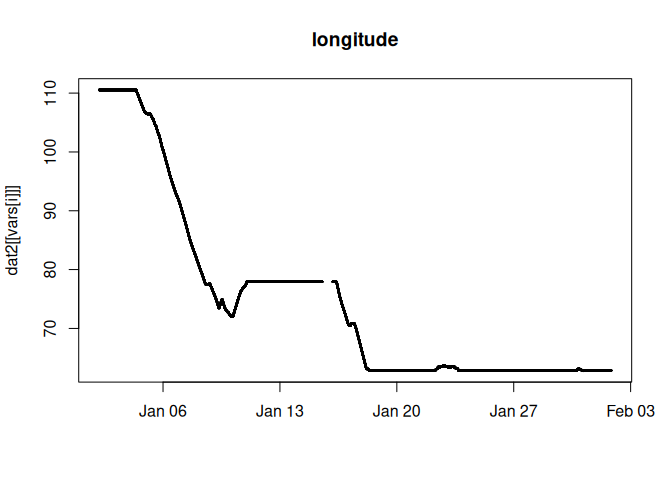 longitude
dat2[[vars[i]]]
110
100
90
80
70
Jan 06
Jan 13
Jan 20
Jan 27
Feb 03